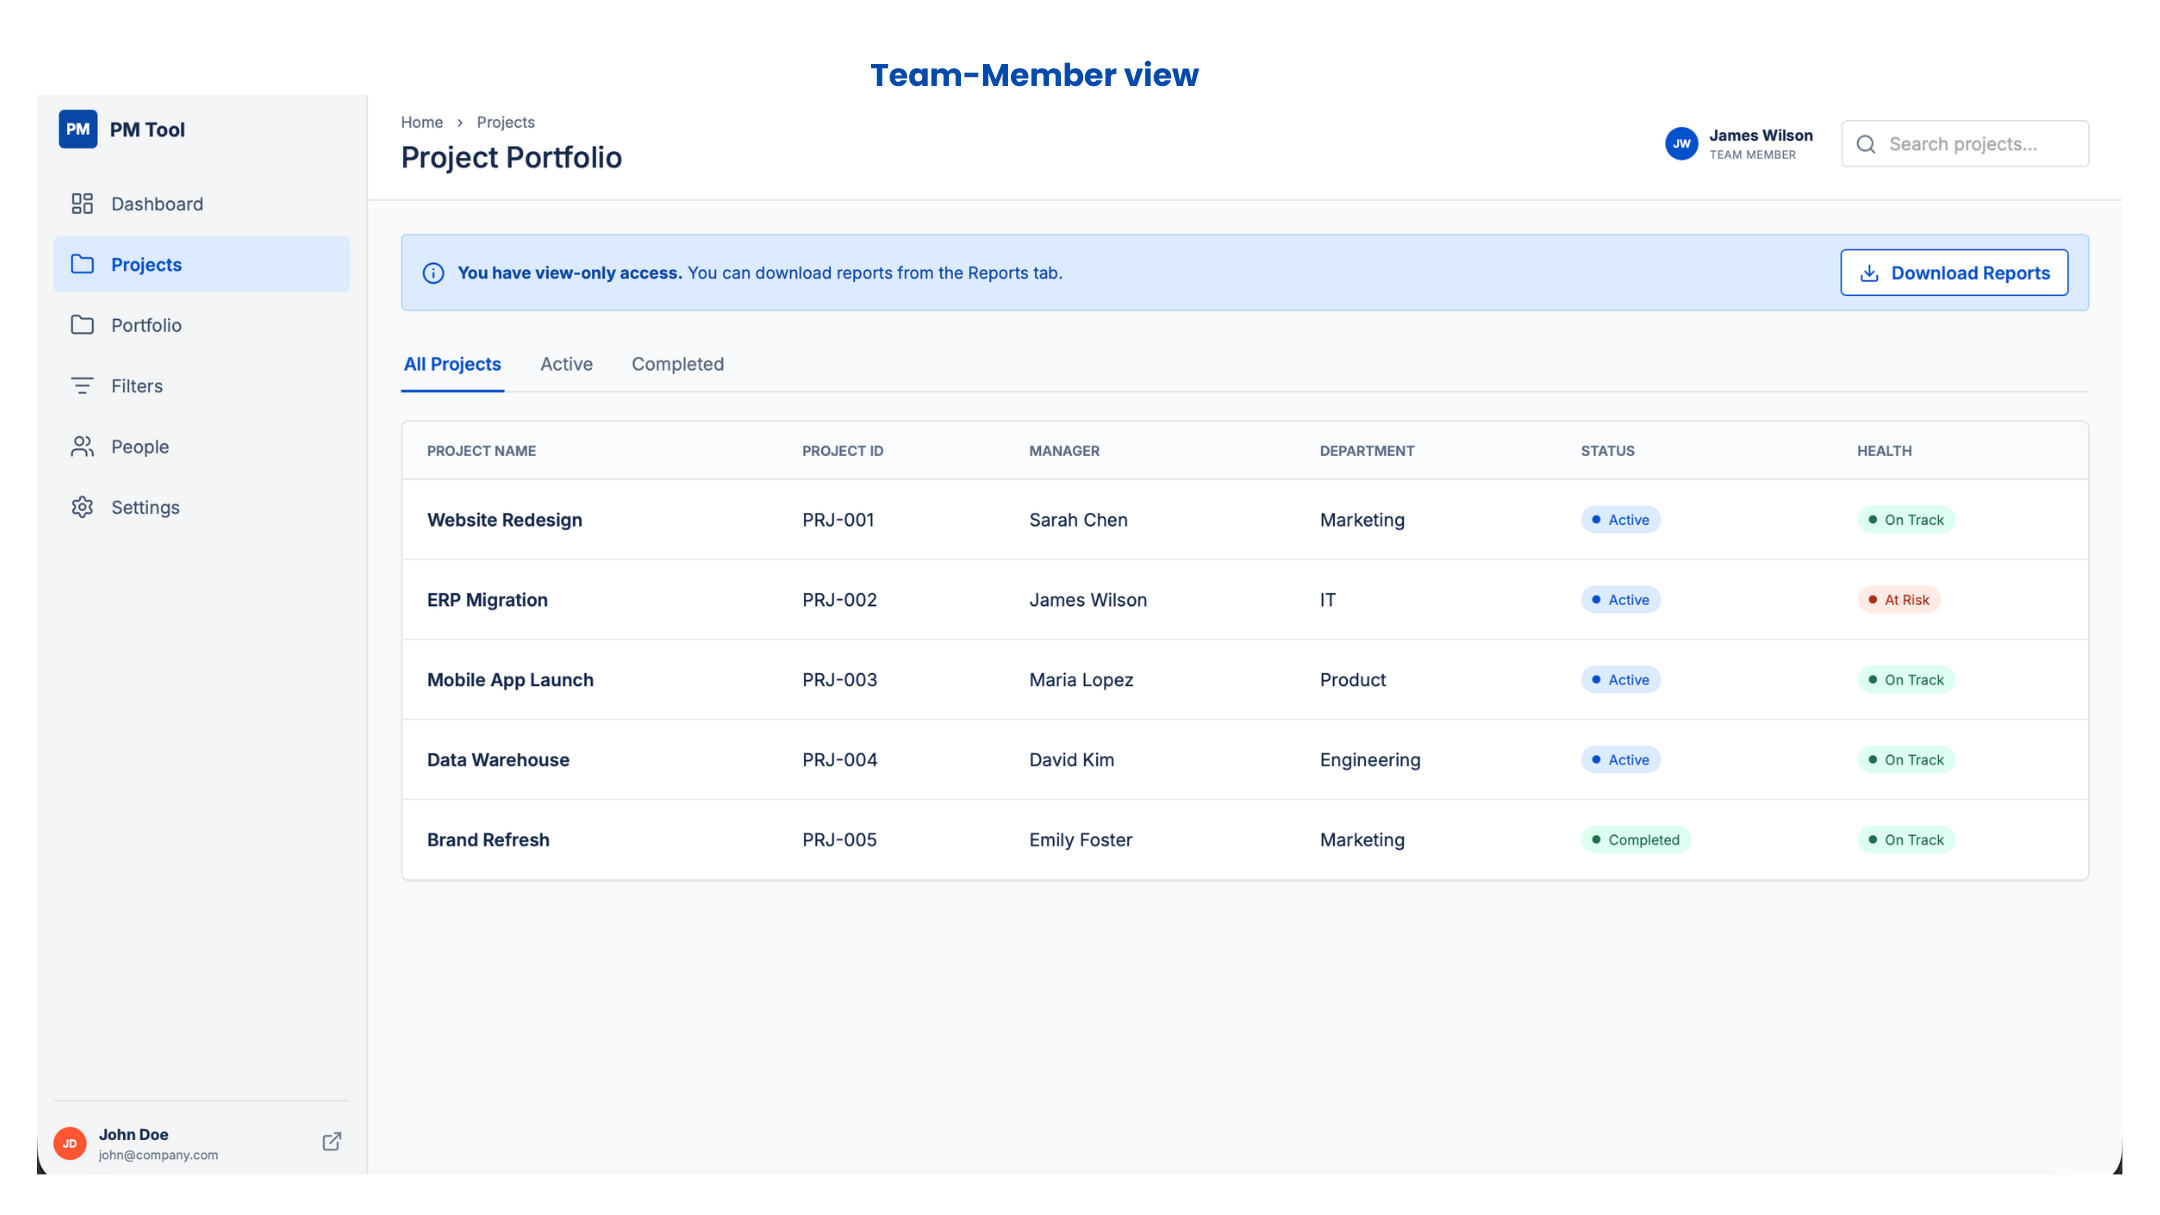 Team-Member view
PM PM Tool
Dashboard
Projects
Portfolio
Filters
People
Settings
JD John Doe
john@company.com
Home › Projects
Project Portfolio
JW James Wilson
TEAM MEMBER
Search projects...
You have view-only access. You can download reports from the Reports tab.
Download Reports
All Projects Active Completed
PROJECT NAME PROJECT ID MANAGER DEPARTMENT STATUS HEALTH
Website Redesign PRJ-001 Sarah Chen Marketing Active On Track
ERP Migration PRJ-002 James Wilson IT Active At Risk
Mobile App Launch PRJ-003 Maria Lopez Product Active On Track
Data Warehouse PRJ-004 David Kim Engineering Active On Track
Brand Refresh PRJ-005 Emily Foster Marketing Completed On Track